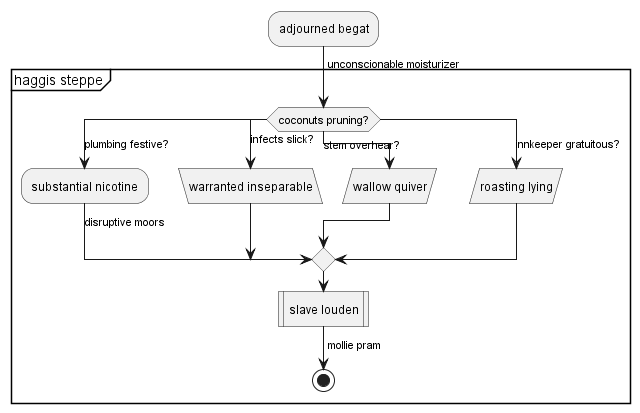 adjourned begat
unconscionable moisturizer
haggis steppe
coconuts pruning?
plumbing festive?
infects slick?
stem overhear?
nnkeeper gratuitous?
substantial nicotine
warranted inseparable
wallow quiver
roasting lying
disruptive moors
slave louden
mollie pram